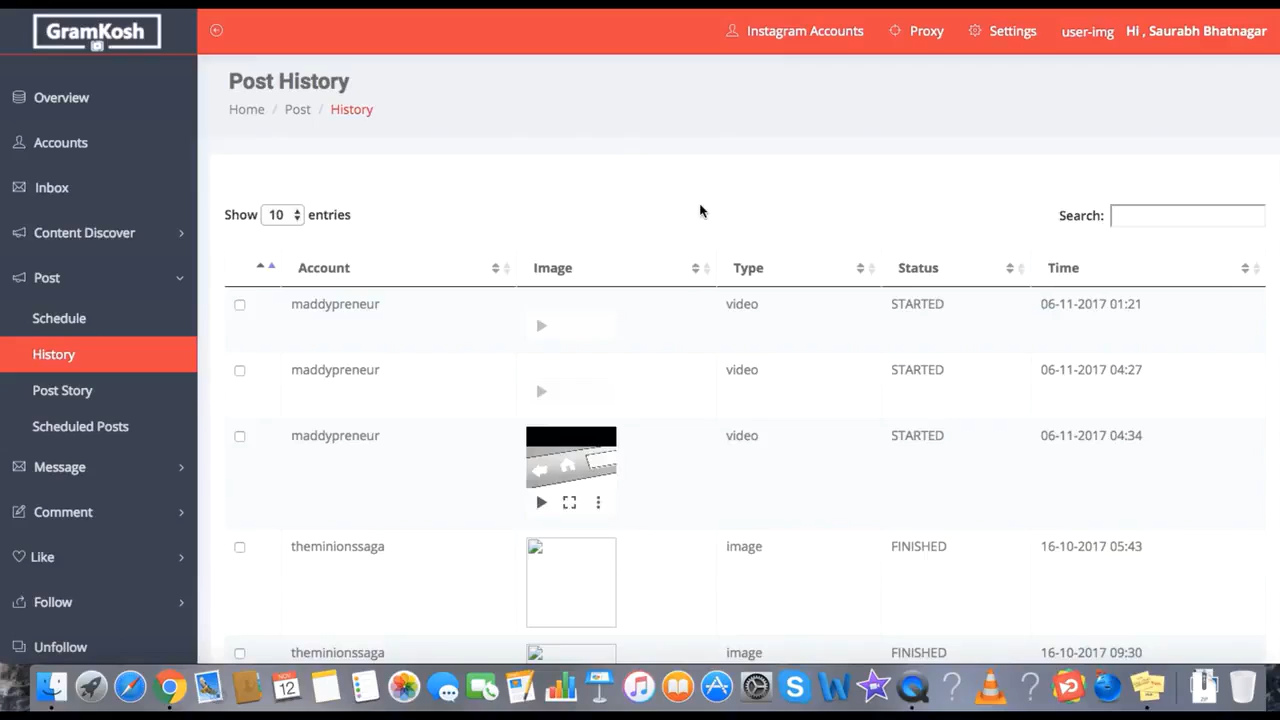 GramKosh
Instagram Accounts
Proxy
Settings
user-img
Hi , Saurabh Bhatnagar
Overview
Accounts
Inbox
Content Discover
Post
Schedule
History
Post Story
Scheduled Posts
Message
Comment
Like
Follow
Unfollow
Post History
Home / Post / History
Show 10 entries
Search:
Account Image Type Status Time
maddypreneur video STARTED 06-11-2017 01:21
maddypreneur video STARTED 06-11-2017 04:27
maddypreneur video STARTED 06-11-2017 04:34
theminionssaga image FINISHED 16-10-2017 05:43
theminionssaga image FINISHED 16-10-2017 09:30
NOV
12